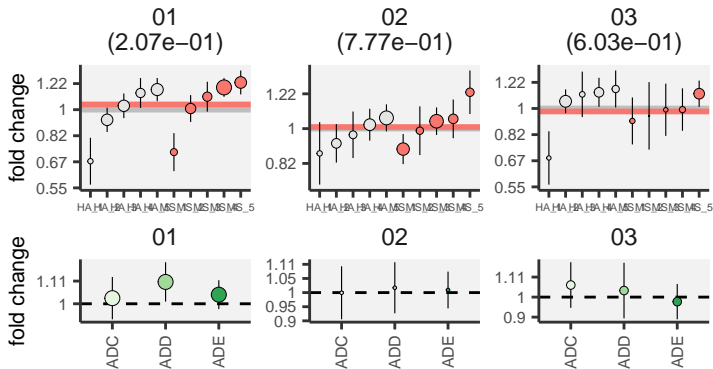 01
(2.07e−01)
02
(7.77e−01)
03
(6.03e−01)
fold change
1.22
1
0.82
0.67
0.55
1.22
1
0.82
1.22
1
0.82
0.67
0.55
01
02
03
fold change
1.11
1
1.11
1.05
1
0.95
0.9
1.11
1
0.9
ADC
ADD
ADE
ADC
ADD
ADE
ADC
ADD
ADE